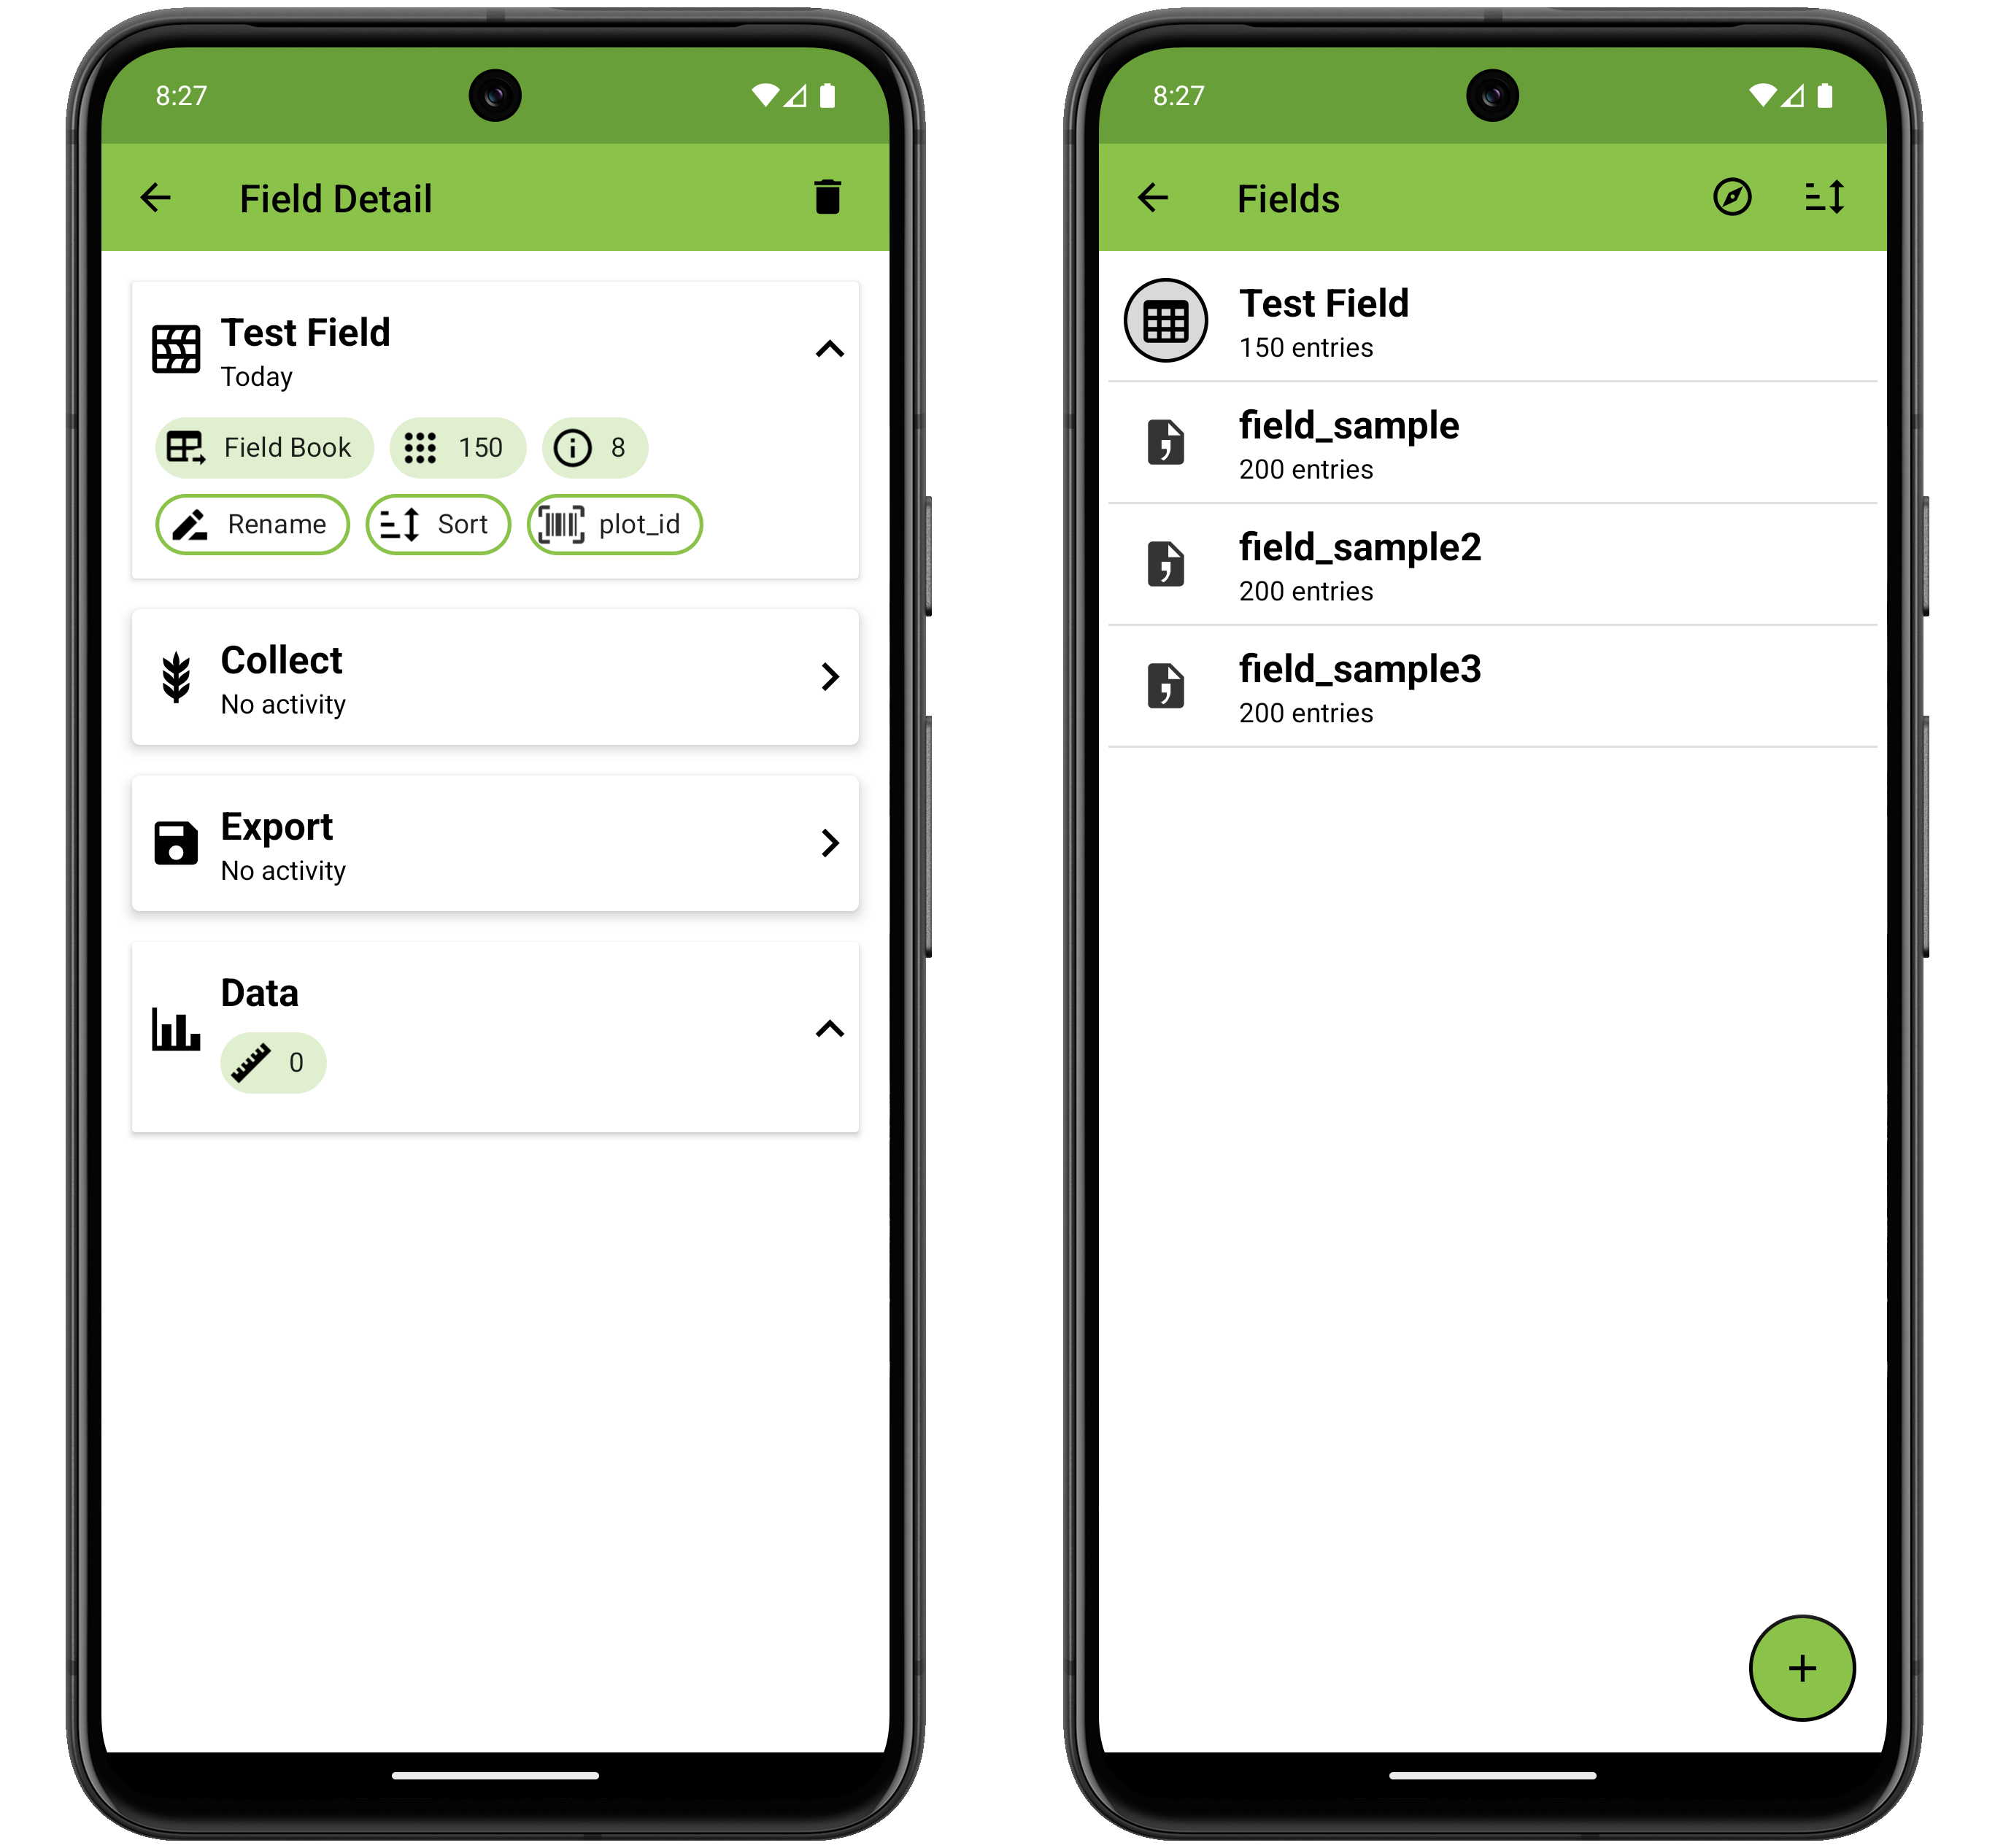 8:27
Field Detail
Test Field
Today
Field Book 150 8
Rename Sort plot_id
Collect
No activity
Export
No activity
Data
0
8:27
Fields
Test Field
150 entries
field_sample
200 entries
field_sample2
200 entries
field_sample3
200 entries